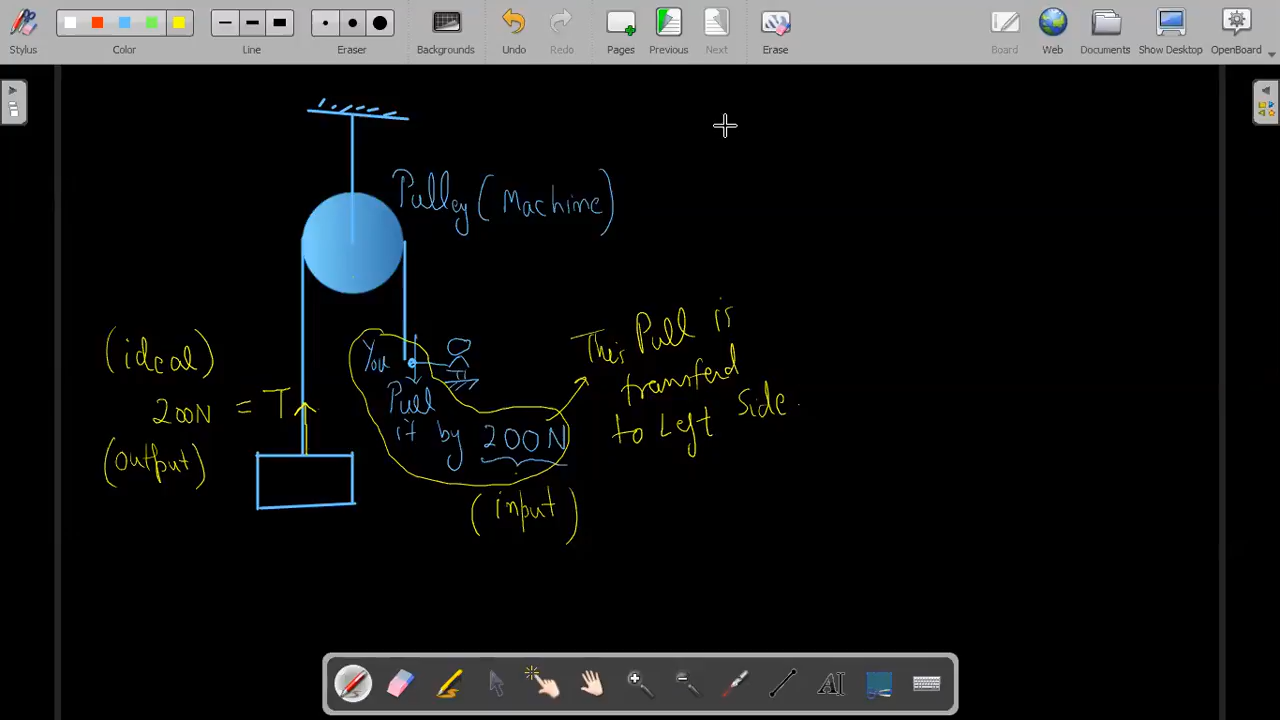 Stylus
Color
Line
Eraser
Backgrounds
Undo
Redo
Pages
Previous
Next
Erase
Board
Web
Documents
Show Desktop
OpenBoard
Pulley (Machine)
(ideal)
200N = T
(output)
You
Pull
it by 200N
(input)
This Pull is
transferd
to Left Side.